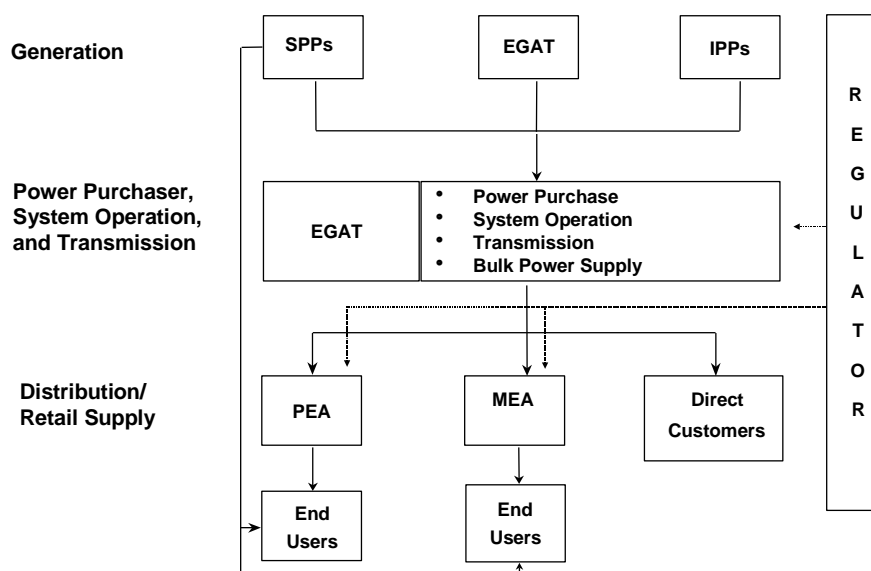 Generation
SPPs
EGAT
IPPs
Power Purchaser,
System Operation,
and Transmission
EGAT
• Power Purchase
• System Operation
• Transmission
• Bulk Power Supply
Distribution/
Retail Supply
PEA
MEA
Direct
Customers
End
Users
End
Users
R
E
G
U
L
A
T
O
R